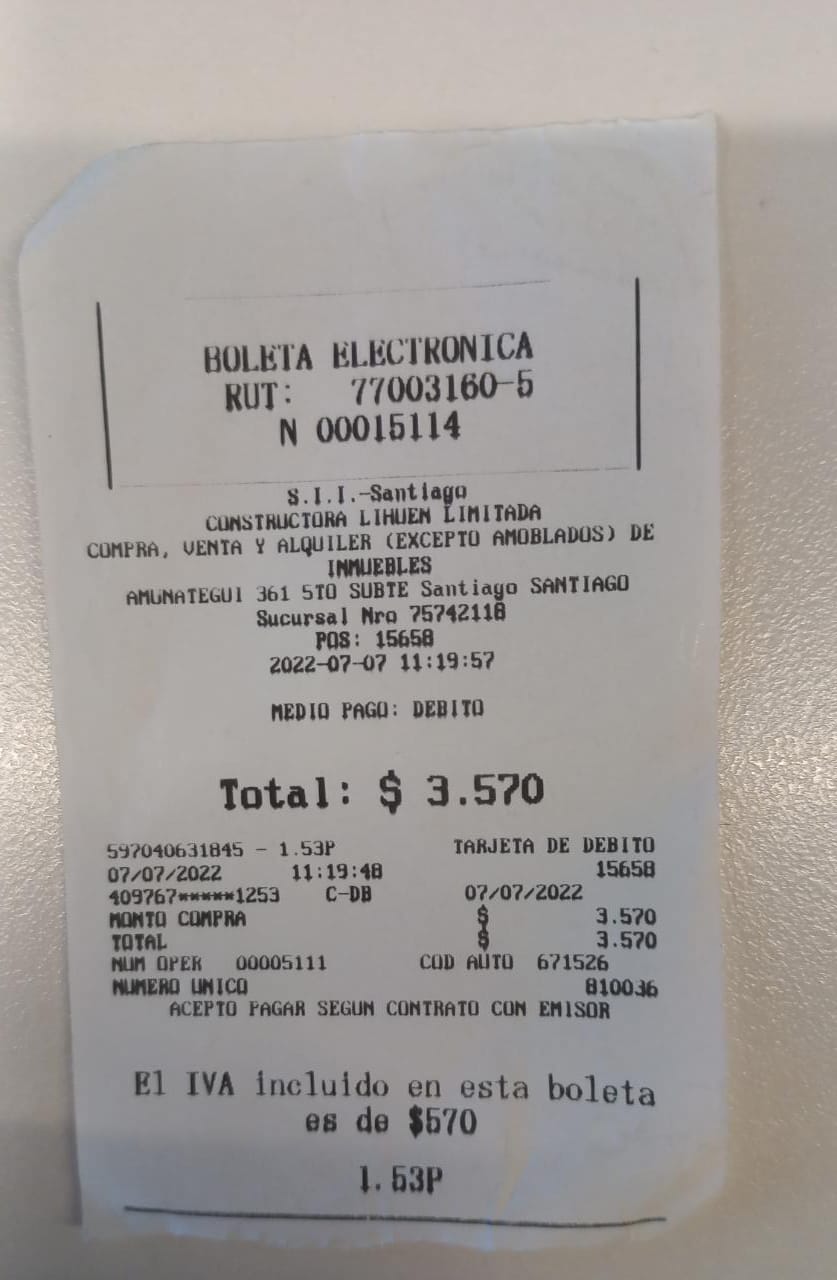 BOLETA ELECTRONICA
RUT: 77003160-5
N 00015114
S.I.I.-Santiago
CONSTRUCTORA LIHUEN LIMITADA
COMPRA, VENTA Y ALQUILER (EXCEPTO AMOBLADOS) DE
INMUEBLES
AMUNATEGUI 361 5TO SUBTE Santiago SANTIAGO
Sucursal Nro 75742118
POS: 15658
2022-07-07 11:19:57
MEDIO PAGO: DEBITO
Total: $ 3.570
597040631845 - 1.53P TARJETA DE DEBITO
07/07/2022 11:19:48 15658
409767*****1253 C-DB 07/07/2022
MONTO COMPRA $ 3.570
TOTAL $ 3.570
NUM OPER 00005111 COD AUTO 671526
NUMERO UNICO 810036
ACEPTO PAGAR SEGUN CONTRATO CON EMISOR
El IVA incluido en esta boleta
es de $570
1.53P